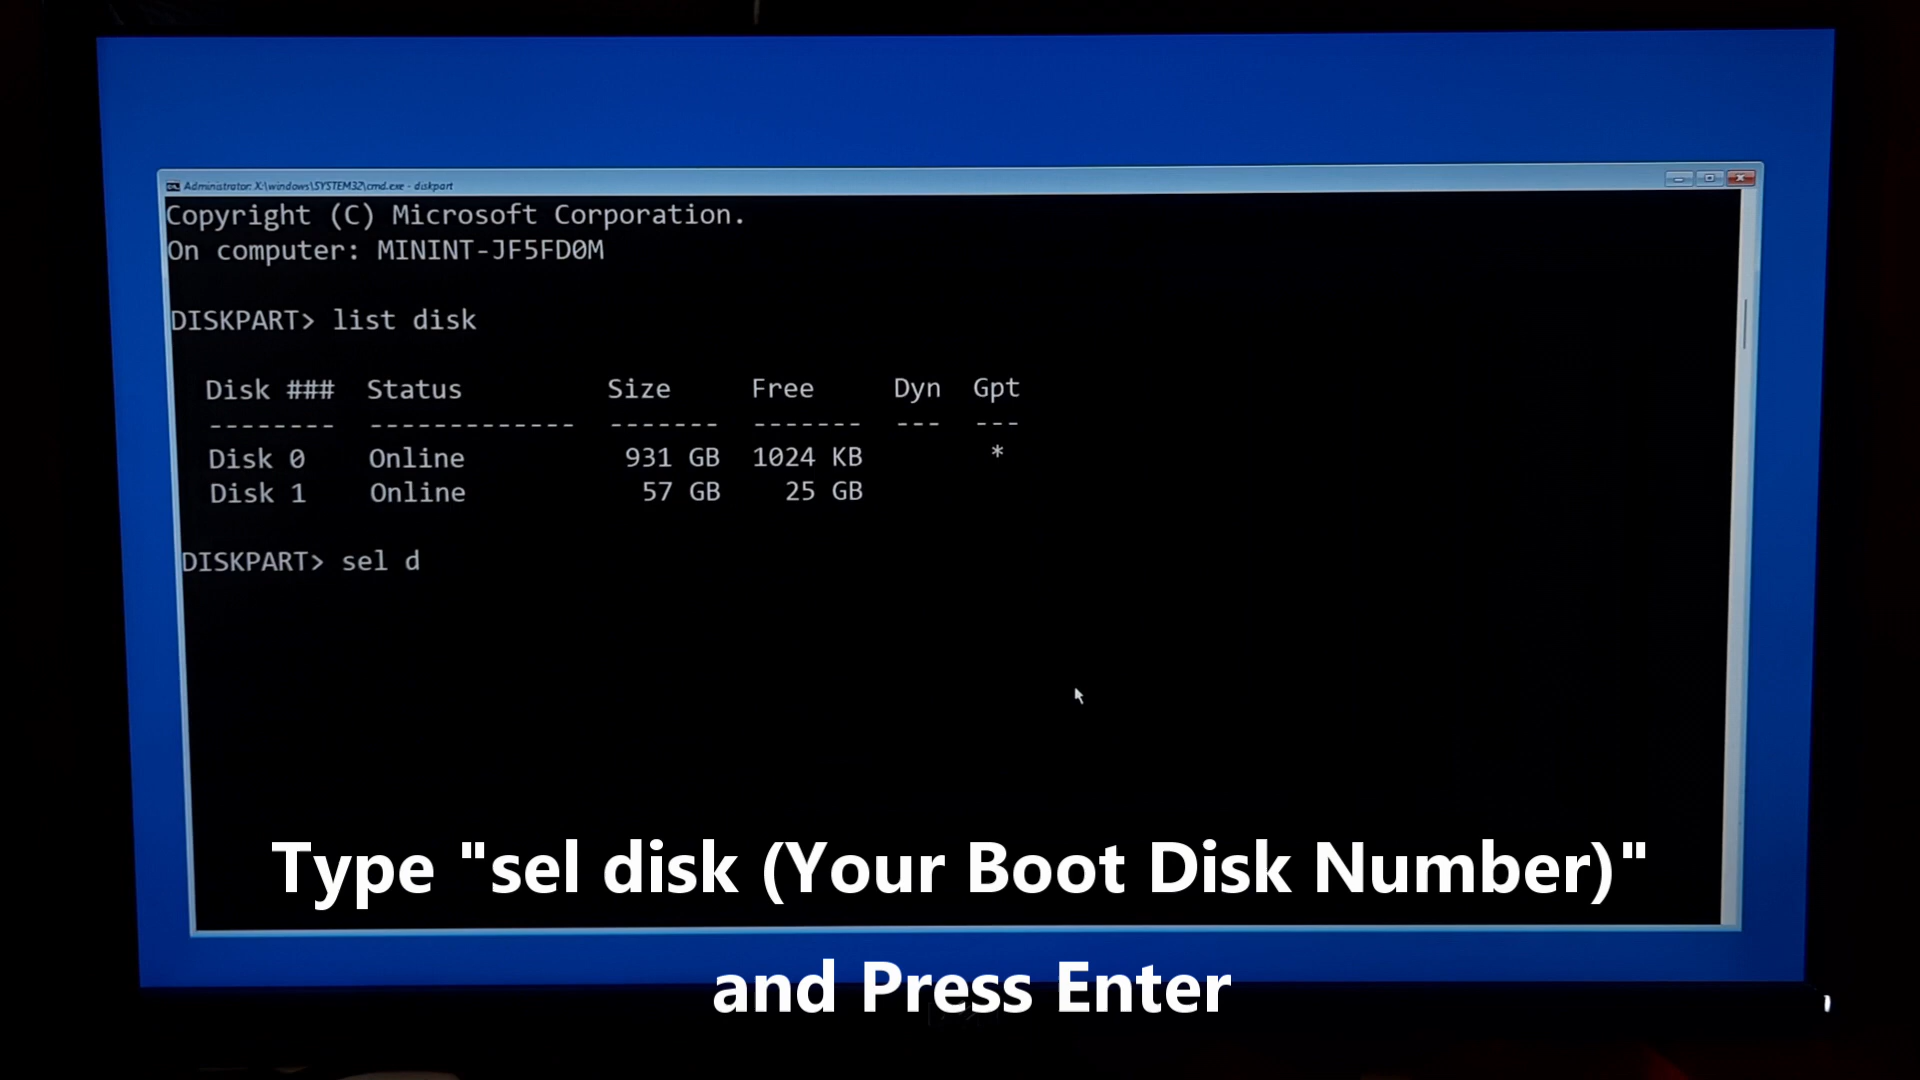 Administrator: X:\windows\SYSTEM32\cmd.exe - diskpart
Copyright (C) Microsoft Corporation.
On computer: MININT-JF5FD0M
DISKPART> list disk
Disk ### Status Size Free Dyn Gpt
-------- ------------- ------- ------- --- ---
Disk 0 Online 931 GB 1024 KB *
Disk 1 Online 57 GB 25 GB
DISKPART> sel d
Type "sel disk (Your Boot Disk Number)"
and Press Enter